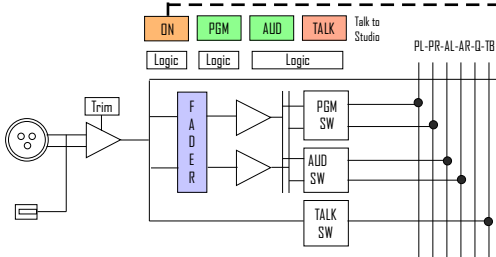 ON PGM AUD TALK Talk to
Studio
Logic Logic Logic
PL-PR-AL-AR-Q-TB
Trim
FADER
PGM
SW
AUD
SW
TALK
SW